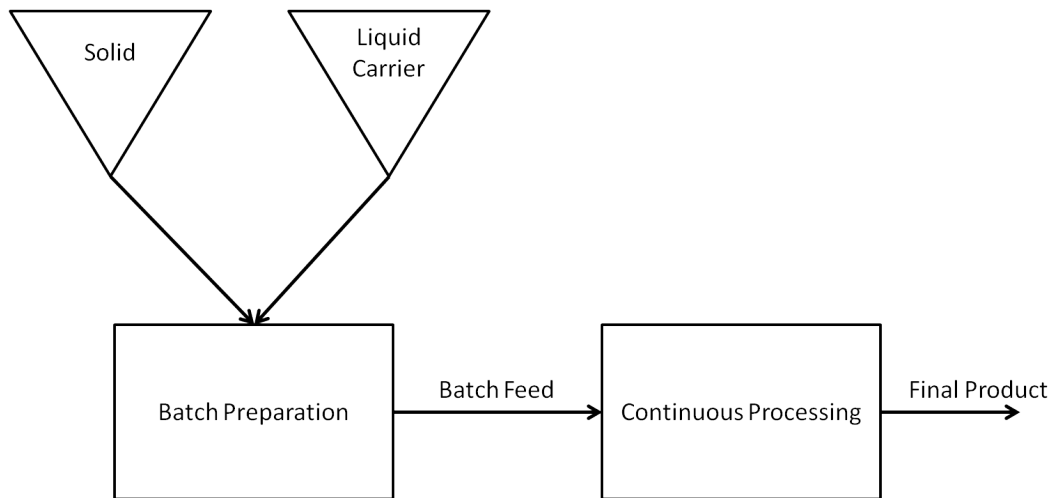 Solid
Liquid
Carrier
Batch Preparation
Batch Feed
Continuous Processing
Final Product